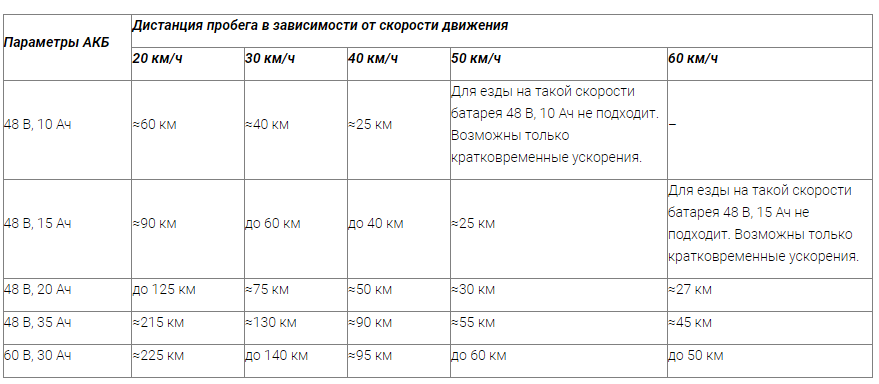 Дистанция пробега в зависимости от скорости движения
Параметры АКБ
20 км/ч 30 км/ч 40 км/ч 50 км/ч 60 км/ч
Для езды на такой скорости
батарея 48 В, 10 Ач не подходит.
48 В, 10 Ач ≈60 км ≈40 км ≈25 км –
Возможны только
кратковременные ускорения.
Для езды на такой скорости
батарея 48 В, 15 Ач не
48 В, 15 Ач ≈90 км до 60 км до 40 км ≈25 км
подходит. Возможны только
кратковременные ускорения.
48 В, 20 Ач до 125 км ≈75 км ≈50 км ≈30 км ≈27 км
48 В, 35 Ач ≈215 км ≈130 км ≈90 км ≈55 км ≈45 км
60 В, 30 Ач ≈225 км до 140 км ≈95 км до 60 км до 50 км